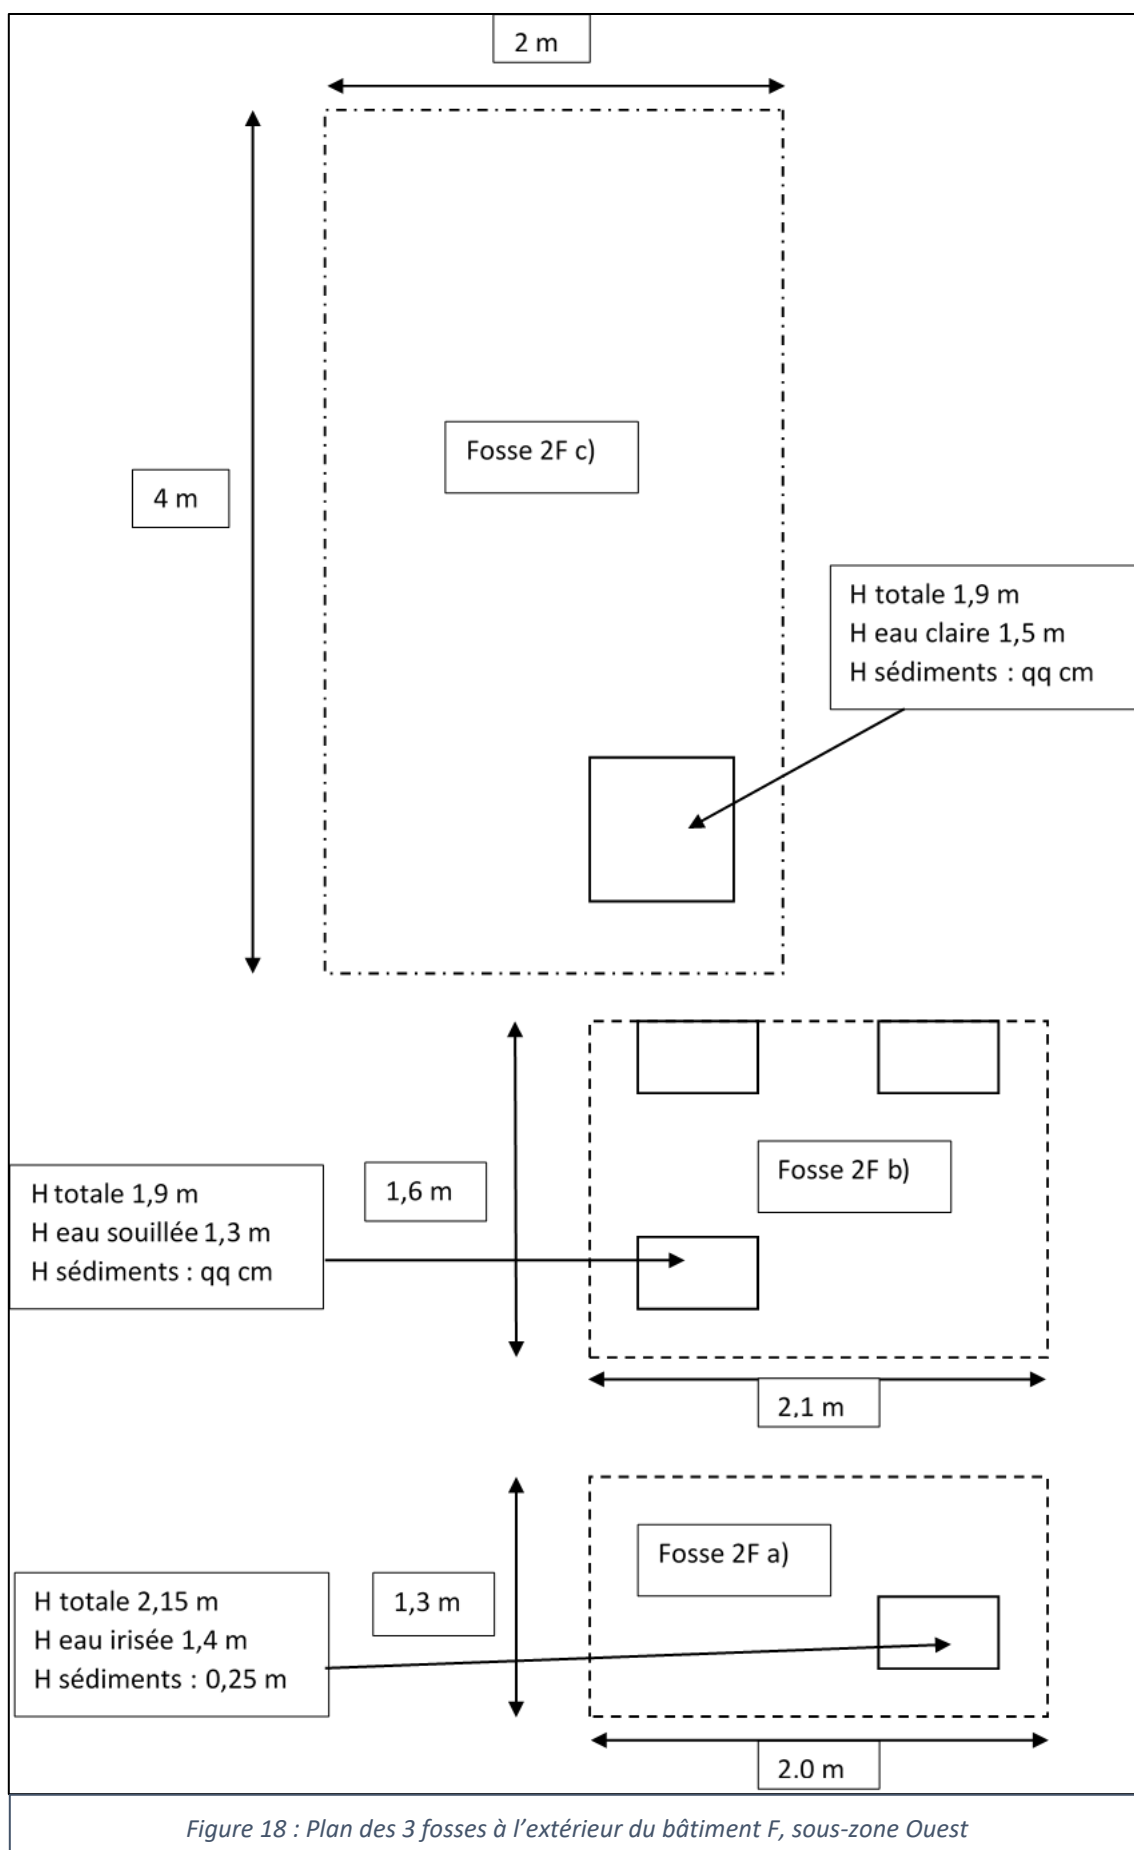 2 m
Fosse 2F c)
4 m
H totale 1,9 m
H eau claire 1,5 m
H sédiments : qq cm
H totale 1,9 m
H eau souillée 1,3 m
H sédiments : qq cm
1,6 m
Fosse 2F b)
2,1 m
Fosse 2F a)
H totale 2,15 m
H eau irisée 1,4 m
H sédiments : 0,25 m
1,3 m
2,0 m
Figure 18 : Plan des 3 fosses à l’extérieur du bâtiment F, sous-zone Ouest